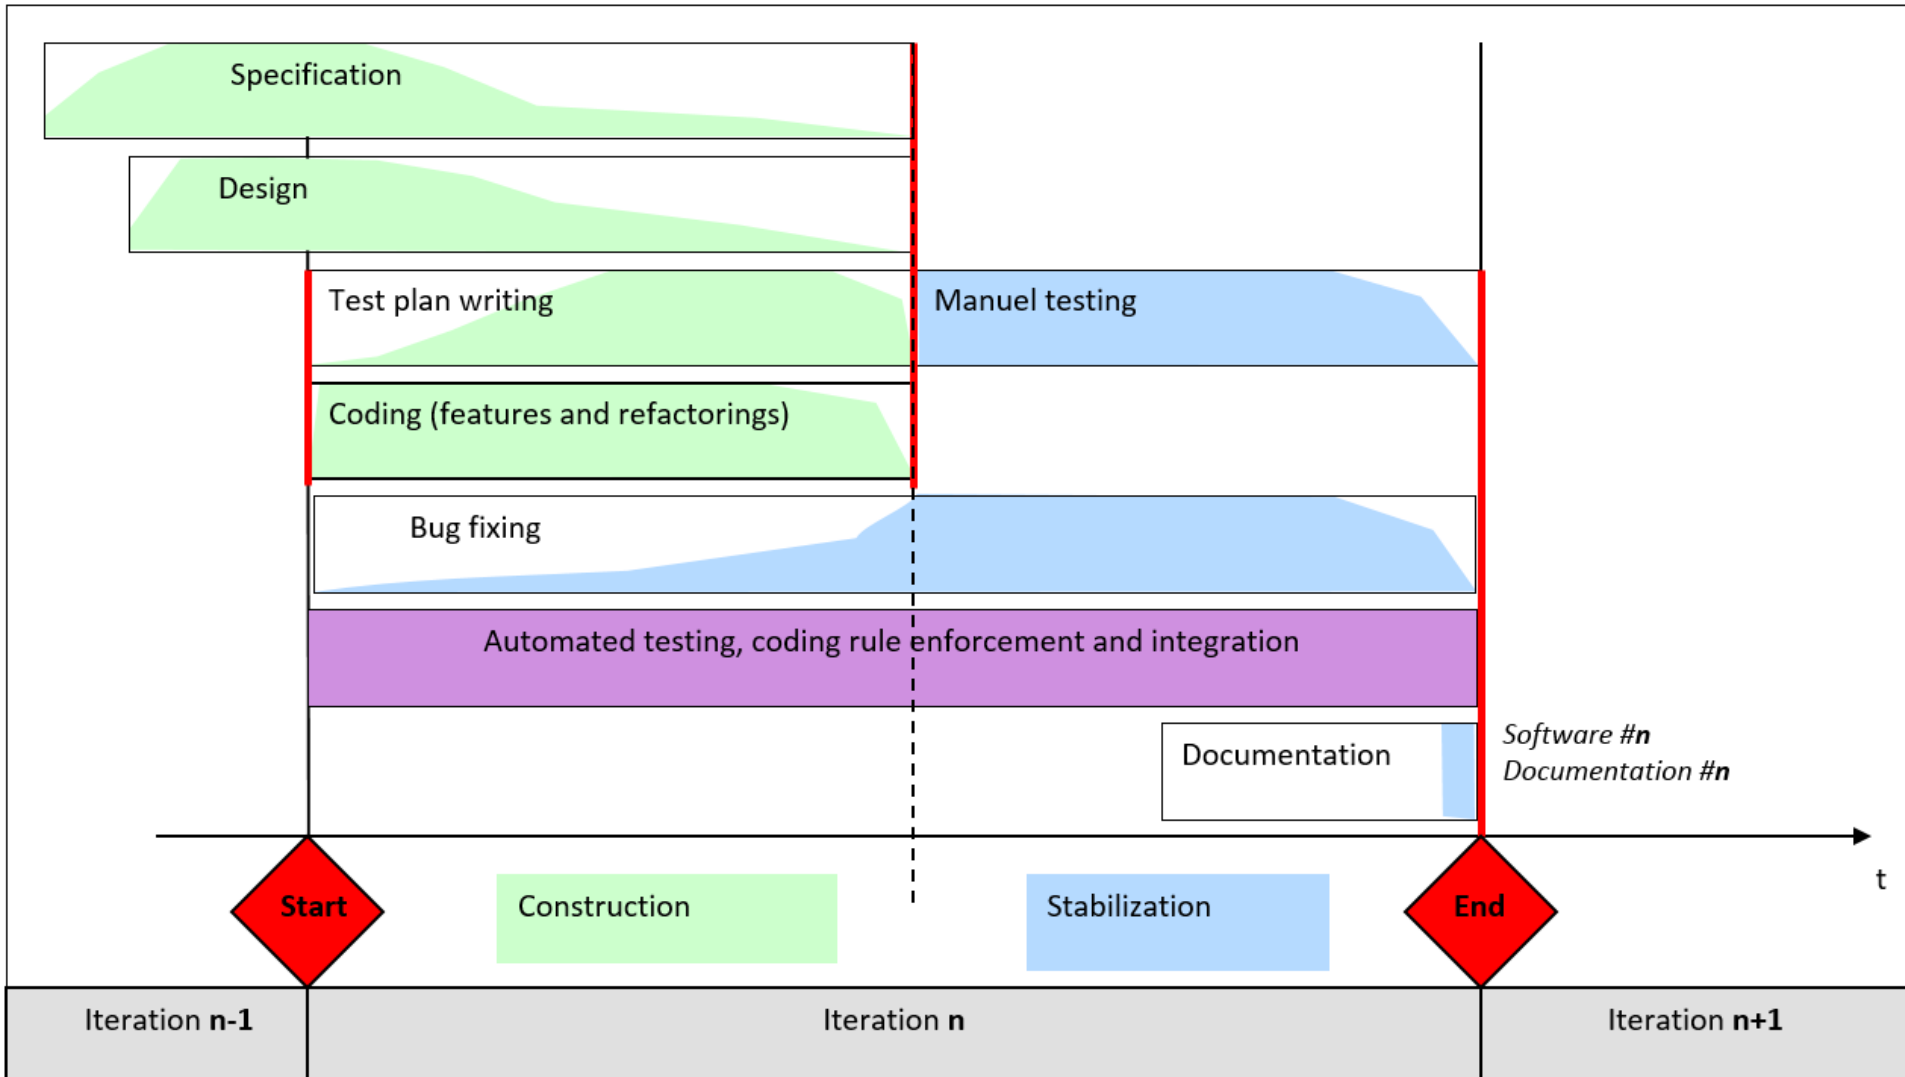 Specification
Design
Test plan writing
Manuel testing
Coding (features and refactorings)
Bug fixing
Automated testing, coding rule enforcement and integration
Documentation
Software #n
Documentation #n
t
Start
Construction
Stabilization
End
Iteration n-1
Iteration n
Iteration n+1